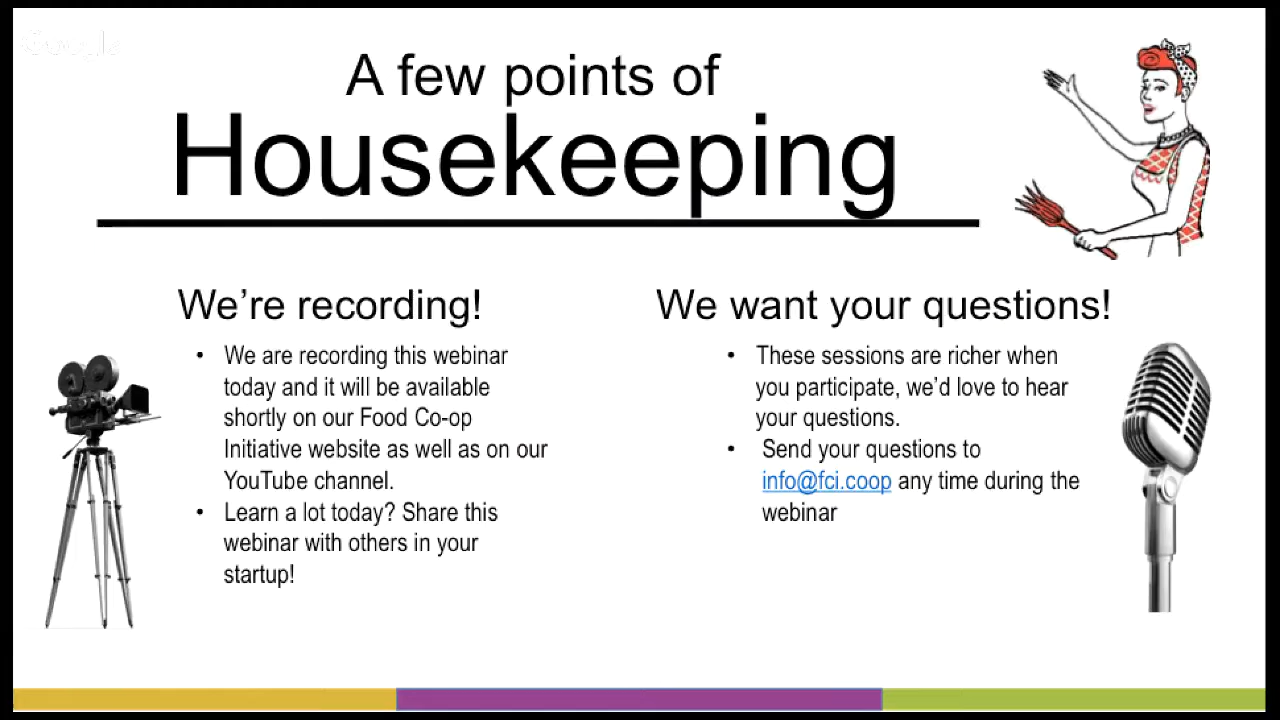 Google
A few points of
Housekeeping
We’re recording!
• We are recording this webinar
today and it will be available
shortly on our Food Co-op
Initiative website as well as on our
YouTube channel.
• Learn a lot today? Share this
webinar with others in your
startup!
We want your questions!
• These sessions are richer when
you participate, we’d love to hear
your questions.
• Send your questions to
info@fci.coop any time during the
webinar